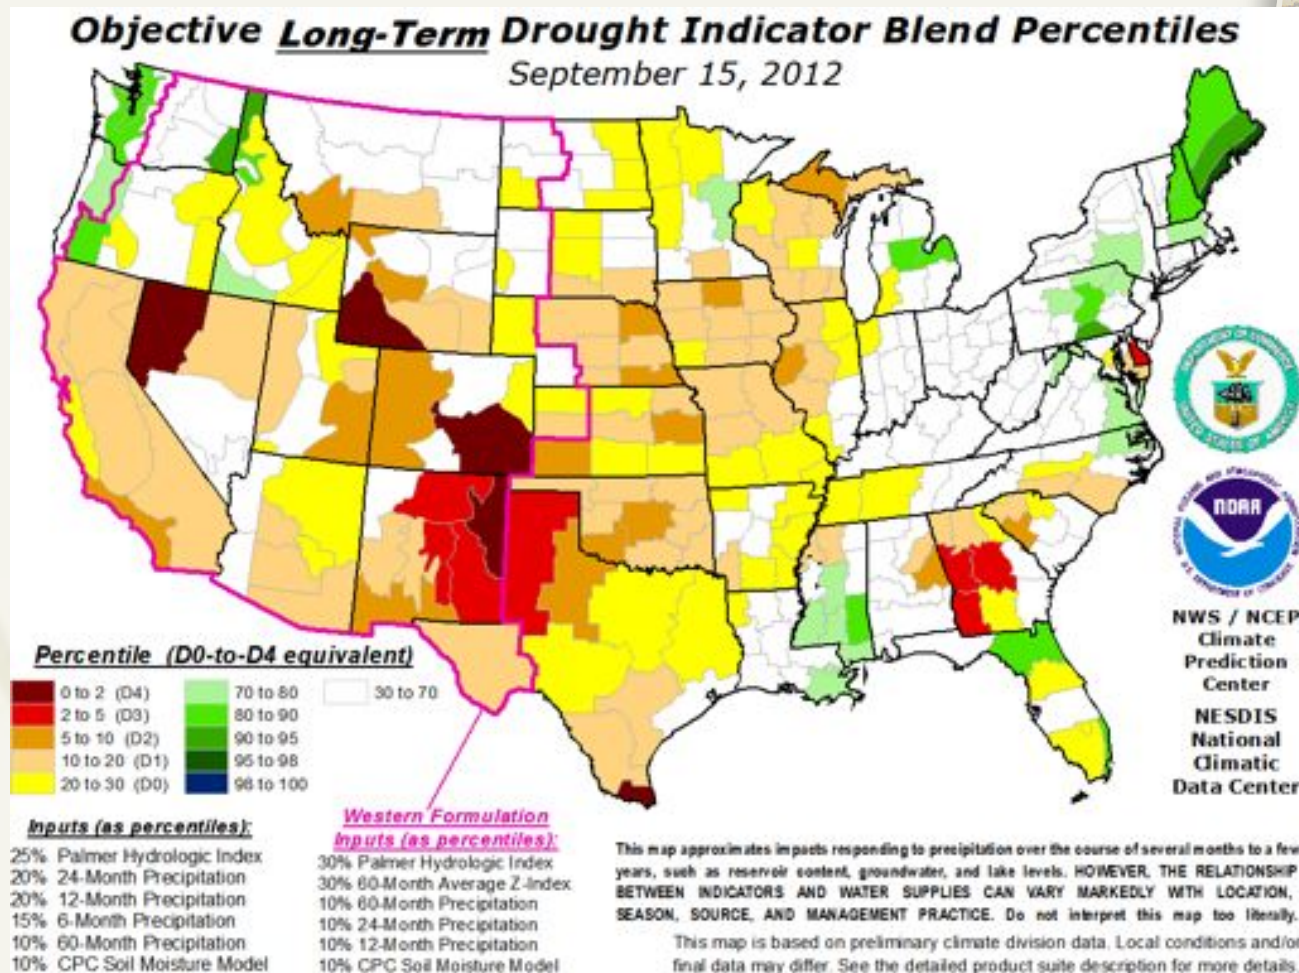 Objective Long-Term Drought Indicator Blend Percentiles
September 15, 2012
DEPARTMENT OF COMMERCE
UNITED STATES OF AMERICA
NOAA
NWS / NCEP
Climate
Prediction
Center
NESDIS
National
Climatic
Data Center
Percentile (D0-to-D4 equivalent)
0 to 2 (D4)
2 to 5 (D3)
5 to 10 (D2)
10 to 20 (D1)
20 to 30 (D0)
70 to 80
80 to 90
90 to 95
95 to 98
98 to 100
30 to 70
Inputs (as percentiles):
25% Palmer Hydrologic Index
20% 24-Month Precipitation
20% 12-Month Precipitation
15% 6-Month Precipitation
10% 60-Month Precipitation
10% CPC Soil Moisture Model
Western Formulation
Inputs (as percentiles):
30% Palmer Hydrologic Index
30% 60-Month Average Z-Index
10% 60-Month Precipitation
10% 24-Month Precipitation
10% 12-Month Precipitation
10% CPC Soil Moisture Model
This map approximates impacts responding to precipitation over the course of several months to a few
years, such as reservoir content, groundwater, and lake levels. HOWEVER, THE RELATIONSHIP
BETWEEN INDICATORS AND WATER SUPPLIES CAN VARY MARKEDLY WITH LOCATION,
SEASON, SOURCE, AND MANAGEMENT PRACTICE. Do not interpret this map too literally.
This map is based on preliminary climate division data. Local conditions and/or
final data may differ. See the detailed product suite description for more details.